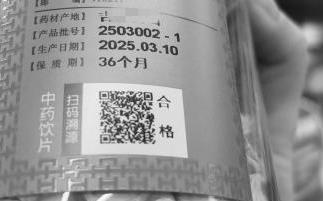 【药材产地】
【产品批号】2503002-1
【生产日期】2025.03.10
【保质期】36个月
中药饮片
扫码溯源
合格